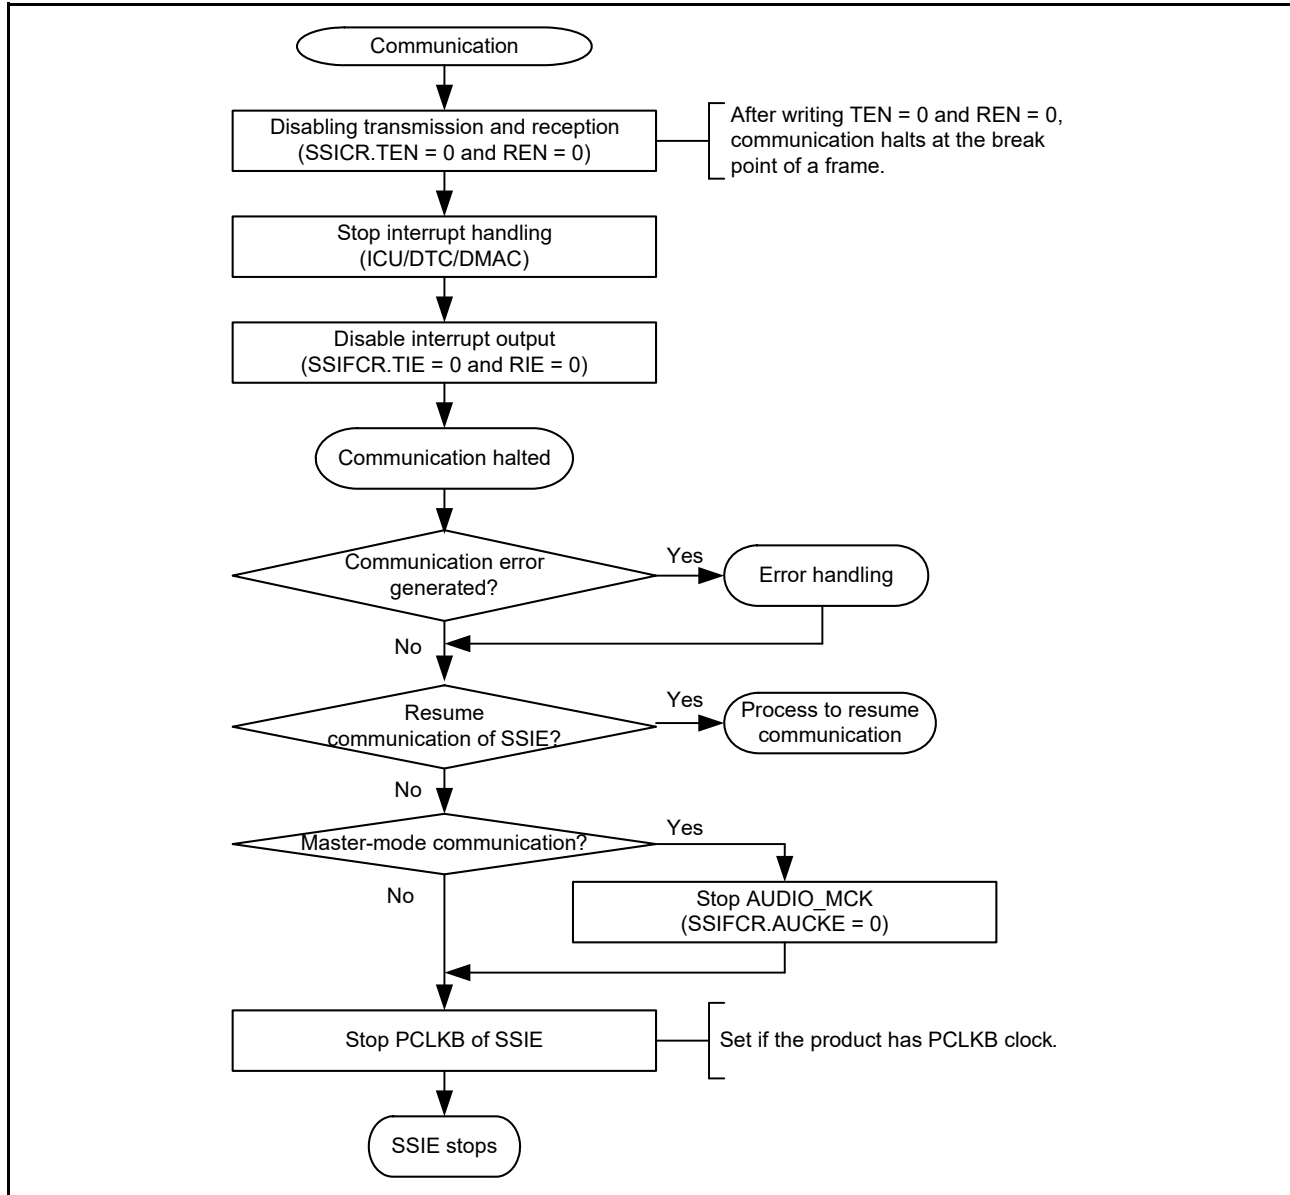 Communication
Disabling transmission and reception
(SSICR.TEN = 0 and REN = 0)
After writing TEN = 0 and REN = 0,
communication halts at the break
point of a frame.
Stop interrupt handling
(ICU/DTC/DMAC)
Disable interrupt output
(SSIFCR.TIE = 0 and RIE = 0)
Communication halted
Communication error
generated?
Yes
Error handling
No
Resume
communication of SSIE?
Yes
Process to resume
communication
No
Master-mode communication?
Yes
No
Stop AUDIO_MCK
(SSIFCR.AUCKE = 0)
Stop PCLKB of SSIE
Set if the product has PCLKB clock.
SSIE stops